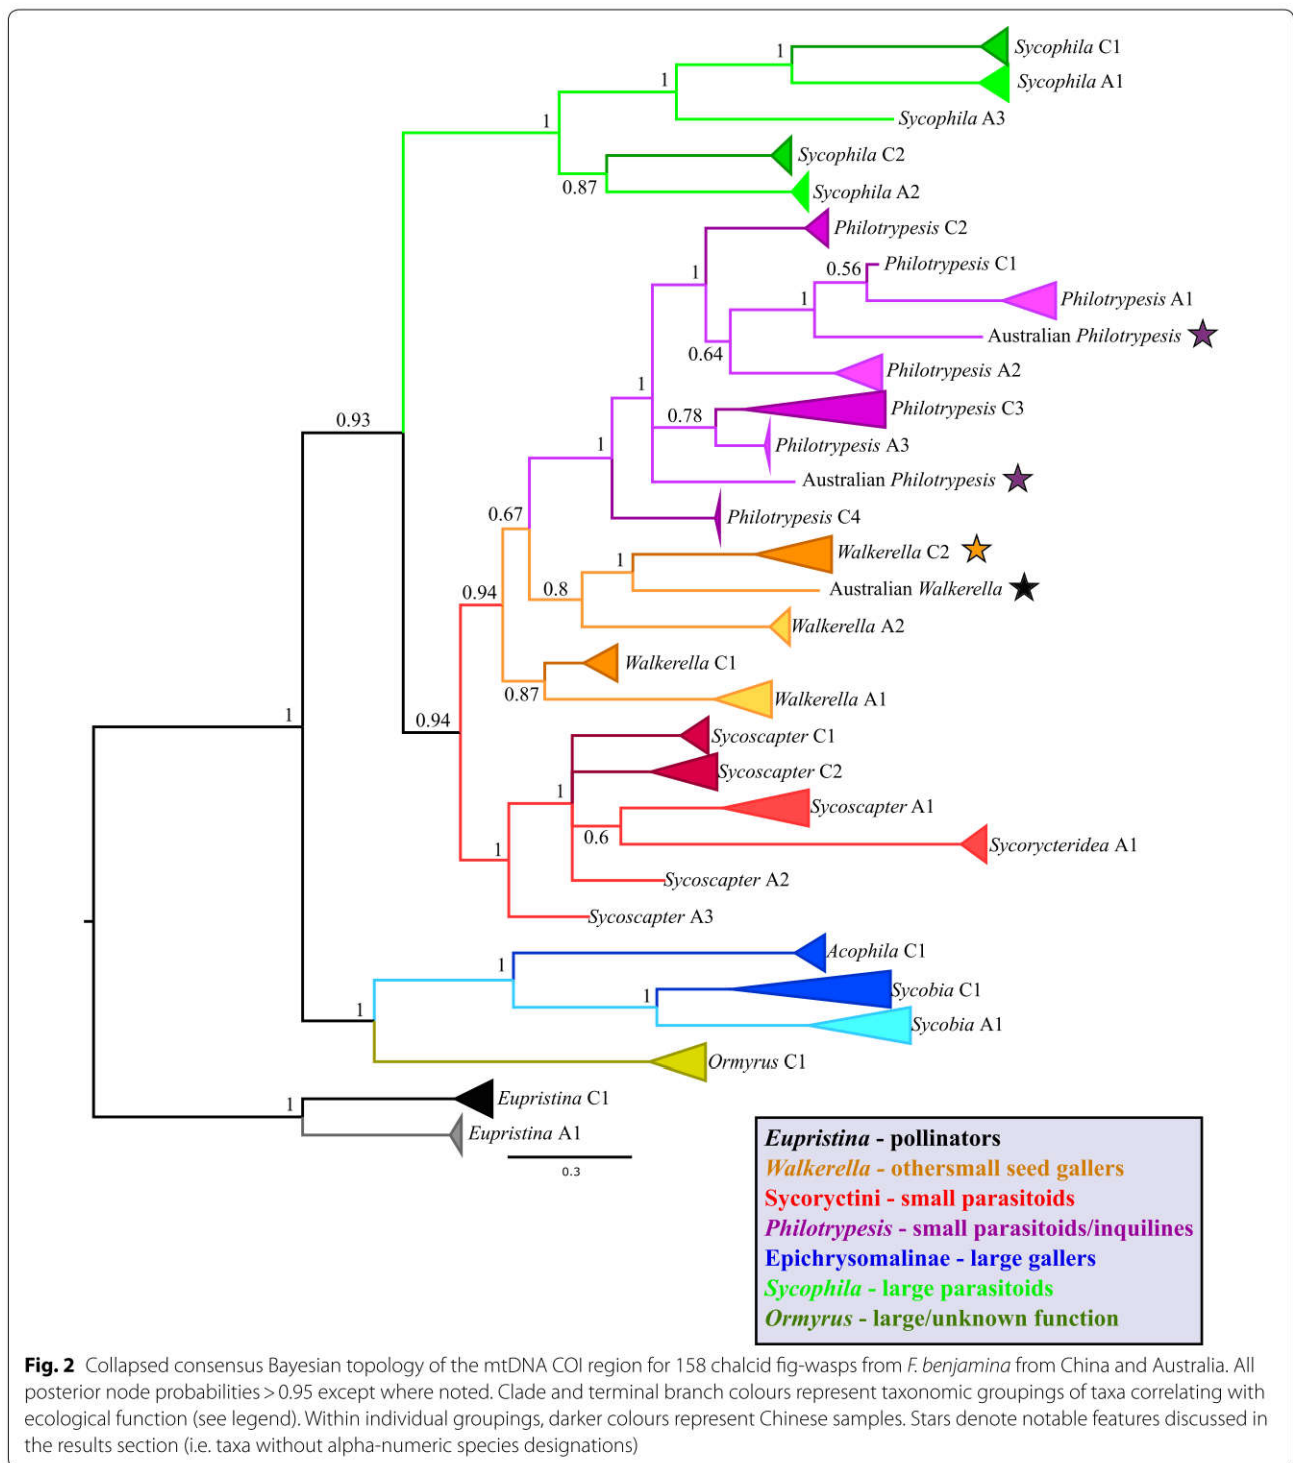 1
Sycophila C1
1
Sycophila A1
1
Sycophila A3
Sycophila C2
0.87
Sycophila A2
Philotrypesis C2
1
0.56
Philotrypesis C1
1
Philotrypesis A1
Australian Philotrypesis
0.64
Philotrypesis A2
1
0.78
Philotrypesis C3
0.93
1
Philotrypesis A3
Australian Philotrypesis
0.67
Philotrypesis C4
1
Walkerella C2
0.94
0.8
Australian Walkerella
Walkerella A2
Walkerella C1
0.87
Walkerella A1
1
0.94
Sycoscapter C1
Sycoscapter C2
1
Sycoscapter A1
0.6
1
Sycorycteridea A1
Sycoscapter A2
Sycoscapter A3
1
Acophila C1
1
Sycobia C1
1
Sycobia A1
Ormyrus C1
1
Eupristina C1
Eupristina A1
0.3
Eupristina - pollinators
Walkerella - othersmall seed gallers
Sycoryctini - small parasitoids
Philotrypesis - small parasitoids/inquilines
Epichrysomalinae - large gallers
Sycophila - large parasitoids
Ormyrus - large/unknown function
Fig. 2 Collapsed consensus Bayesian topology of the mtDNA COI region for 158 chalcid fig-wasps from F. benjamina from China and Australia. All
posterior node probabilities > 0.95 except where noted. Clade and terminal branch colours represent taxonomic groupings of taxa correlating with
ecological function (see legend). Within individual groupings, darker colours represent Chinese samples. Stars denote notable features discussed in
the results section (i.e. taxa without alpha-numeric species designations)